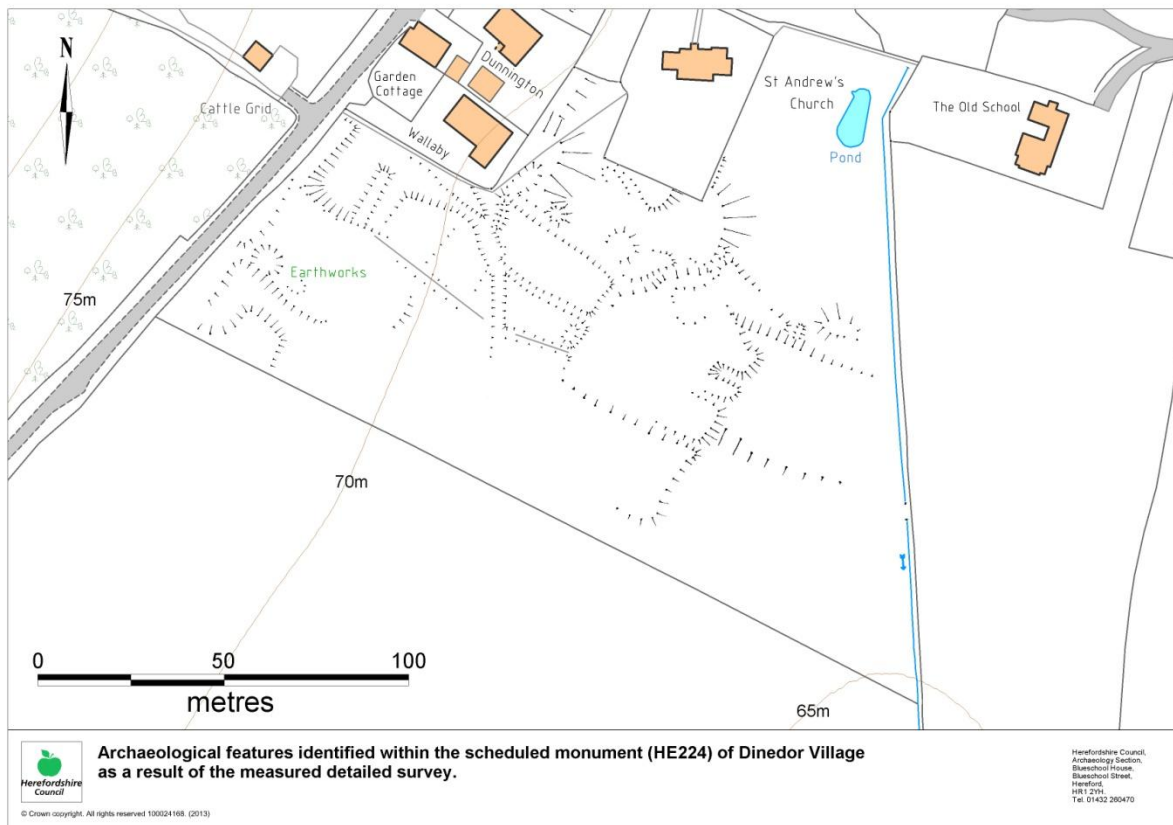 N
Cattle Grid
Garden
Cottage
Dunnington
Wallaby
St Andrew's
Church
The Old School
Pond
Earthworks
75m
70m
65m
0 50 100
metres
Herefordshire
Council
Archaeological features identified within the scheduled monument (HE224) of Dinedor Village
as a result of the measured detailed survey.
© Crown copyright. All rights reserved 100024168. (2013)
Herefordshire Council,
Archaeology Section,
Blueschool House,
Blueschool Street,
Hereford,
HR1 2YH.
Tel. 01432 260470